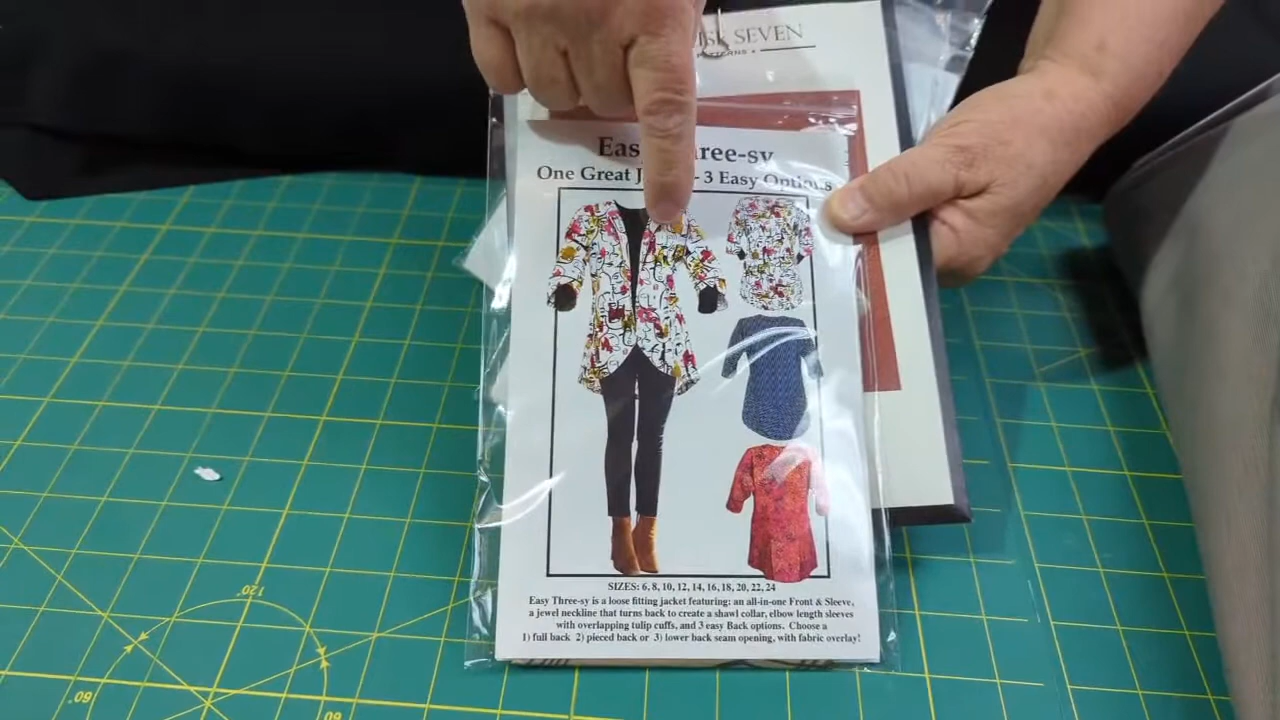 SEVEN
Three-sy
One Great - 3 Easy Options
SIZES: 6, 8, 10, 12, 14, 16, 18, 20, 22, 24
Easy Three-sy is a loose fitting jacket featuring: an all-in-one Front & Sleeve,
a jewel neckline that turns back to create a shawl collar, elbow length sleeves
with overlapping tulip cuffs, and 3 easy Back options. Choose a
1) full back 2) pieced back or 3) lower back seam opening, with fabric overlay!
120
60
60